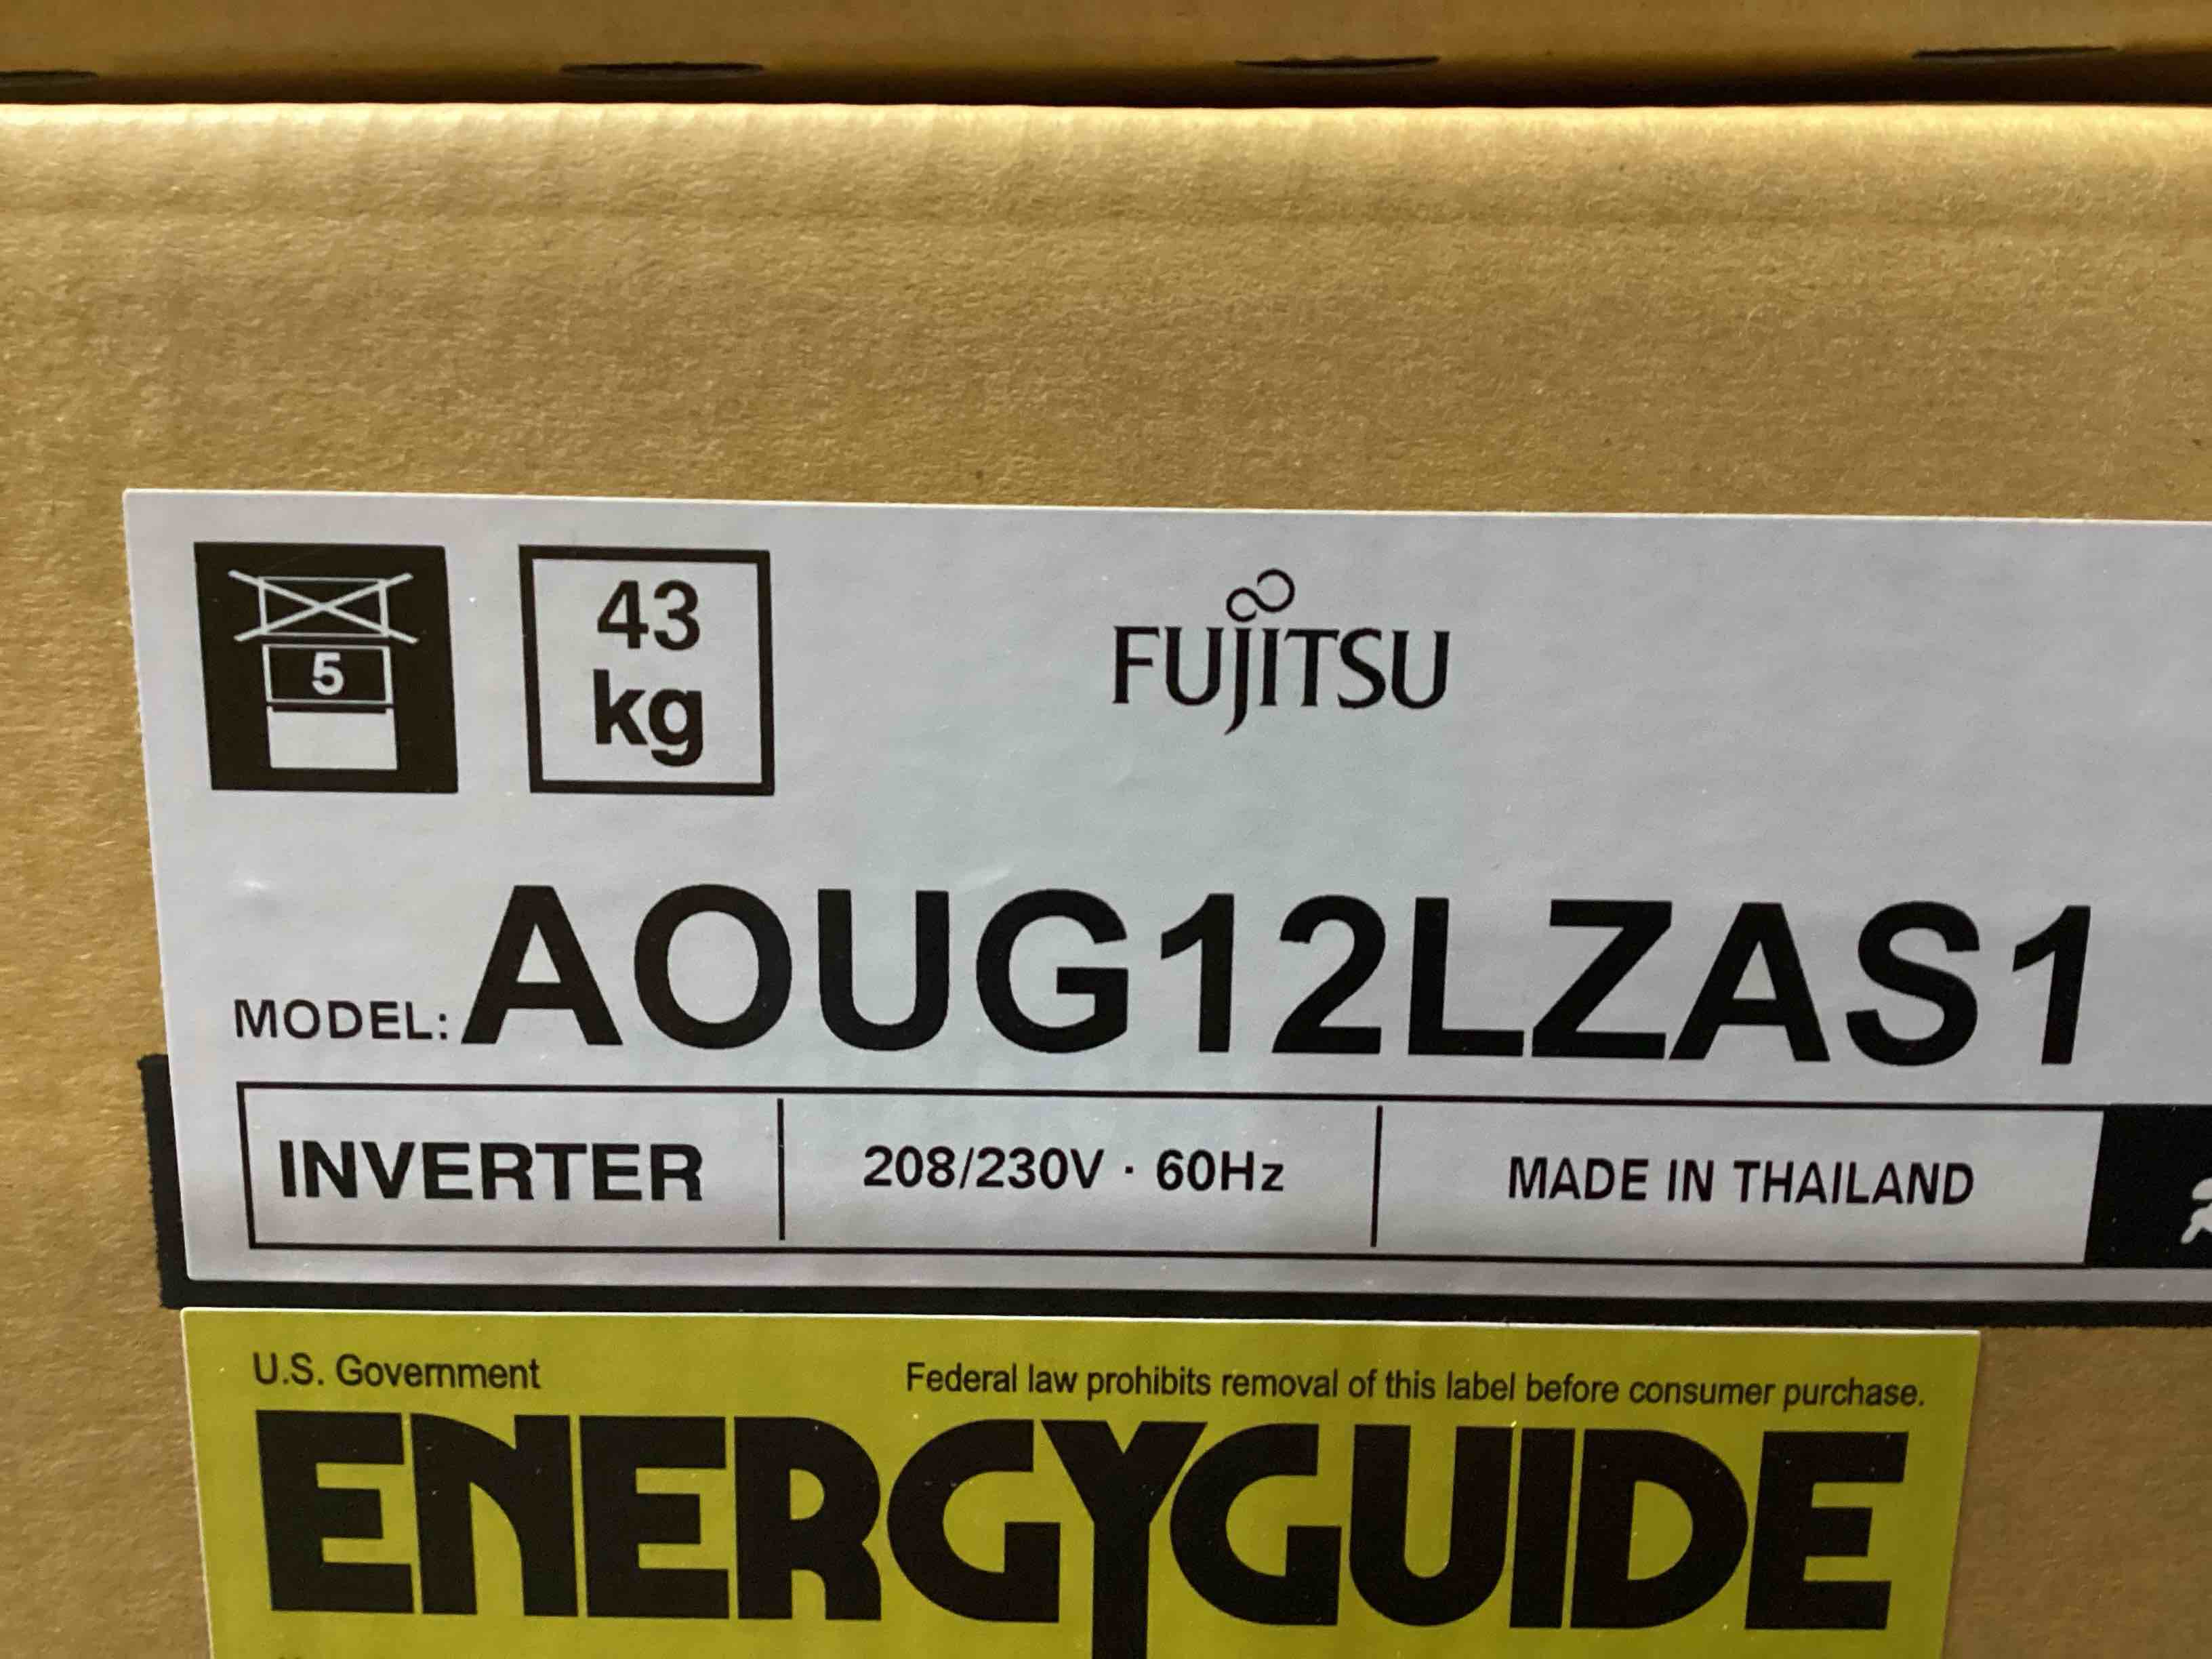 5
43
kg
FUJITSU
MODEL: AOUG12LZAS1
INVERTER 208/230V · 60Hz MADE IN THAILAND
U.S. Government Federal law prohibits removal of this label before consumer purchase.
ENERGYGUIDE